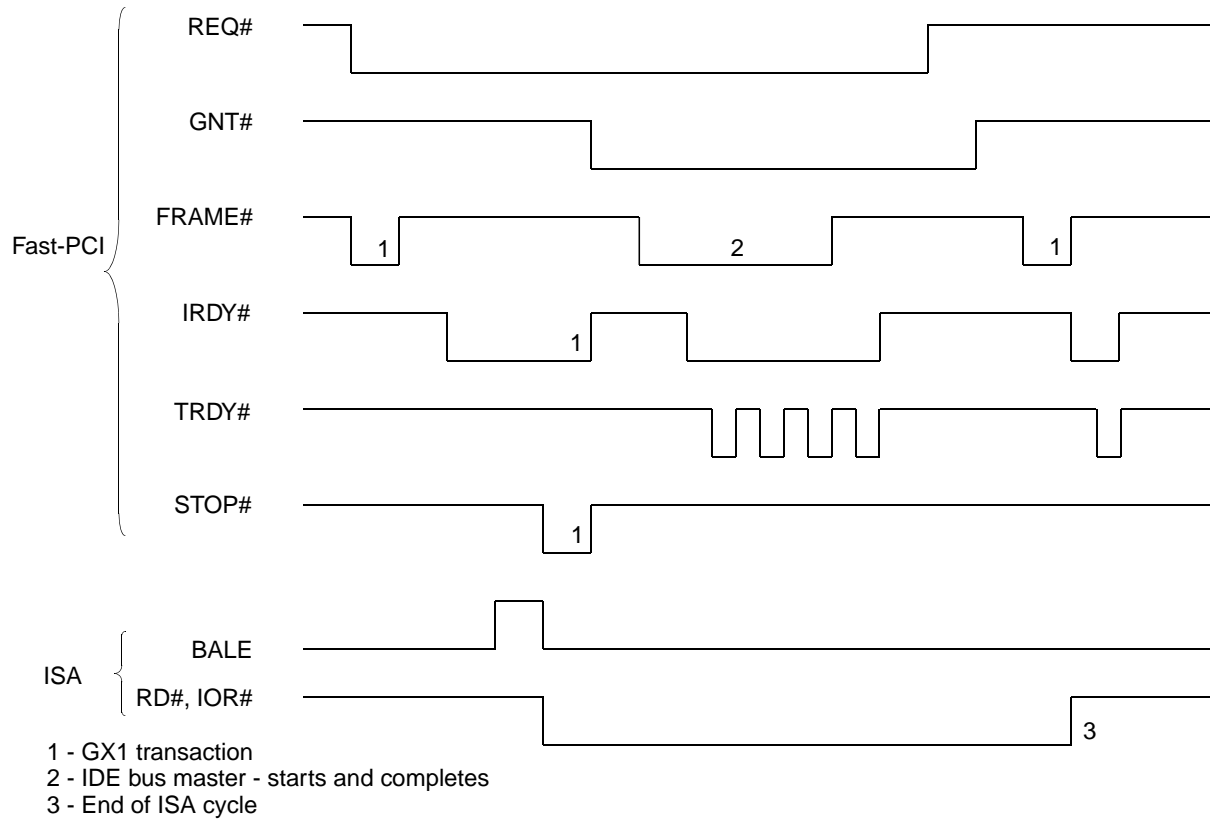 Fast-PCI
REQ#
GNT#
FRAME#
1
2
1
IRDY#
1
TRDY#
STOP#
1
ISA
BALE
RD#, IOR#
3
1 - GX1 transaction
2 - IDE bus master - starts and completes
3 - End of ISA cycle